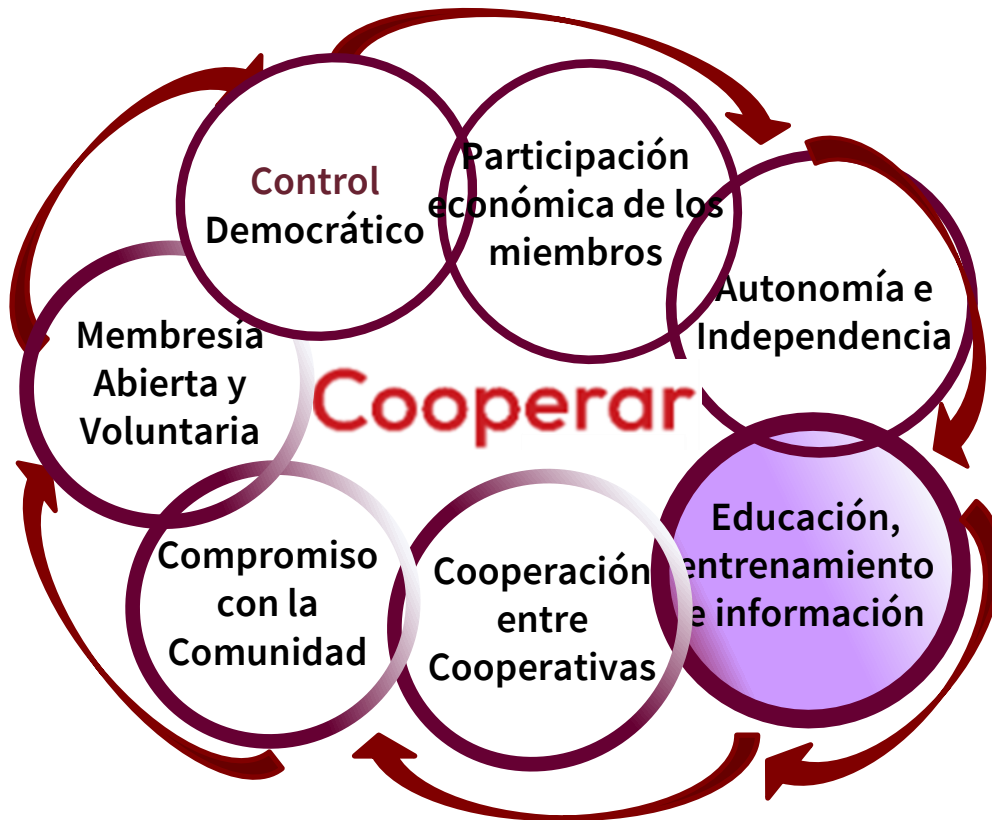 Control
Democrático
Participación
económica de los
miembros
Autonomía e
Independencia
Membresía
Abierta y
Voluntaria
Cooperar
Educación,
entrenamiento
e información
Compromiso
con la
Comunidad
Cooperación
entre
Cooperativas